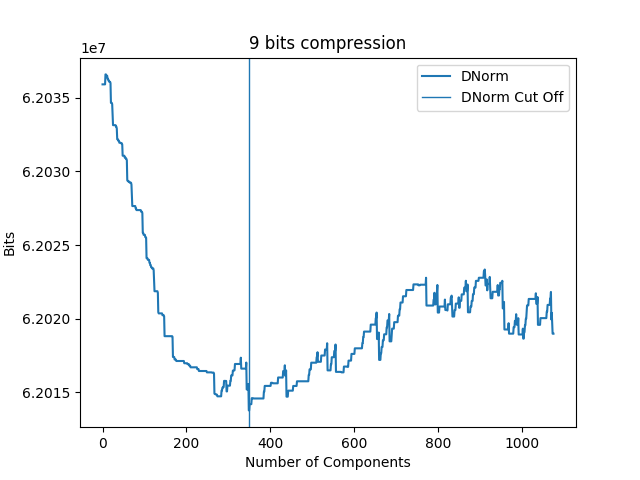 9 bits compression
1e7
DNorm
DNorm Cut Off
6.2035
6.2030
6.2025
6.2020
6.2015
Bits
0 200 400 600 800 1000
Number of Components